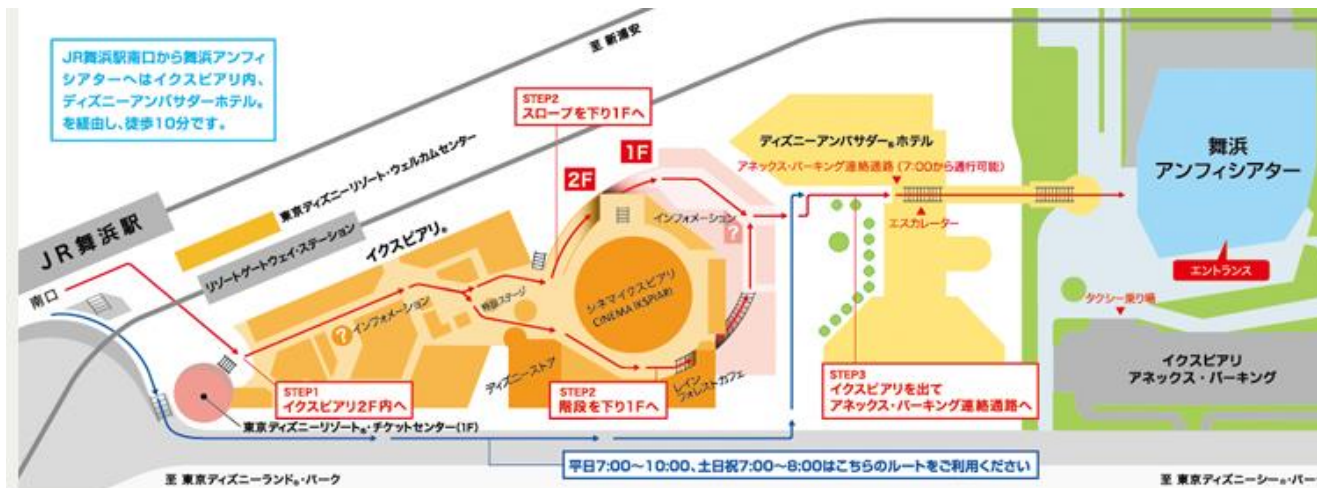 JR舞浜駅南口から舞浜アンフィ
シアターへはイクスピアリ内、
ディズニーアンバサダーホテル®
を経由し、徒歩10分です。
至 新浦安
STEP2
スロープを下り1Fへ
1F
2F
ディズニーアンバサダー®ホテル
アネックス・パーキング連絡通路（7:00から通行可能）
エスカレーター
舞浜
アンフィシアター
エントランス
タクシー乗り場
イクスピアリ
アネックス・パーキング
東京ディズニーリゾート・ウェルカムセンター
JR舞浜駅
リゾートゲートウェイ・ステーション
イクスピアリ®
南口
?
インフォメーション
特設ステージ
インフォメーション
?
シネマイクスピアリ
CINEMA IKSPIARI
ディズニーストア
レイン
フォレストカフェ
STEP1
イクスピアリ2F内へ
STEP2
階段を下り1Fへ
STEP3
イクスピアリを出て
アネックス・パーキング連絡通路へ
東京ディズニーリゾート®・チケットセンター(1F)
平日7:00～10:00、土日祝7:00～8:00はこちらのルートをご利用ください
至 東京ディズニーランド®・パーク
至 東京ディズニーシー®・パー